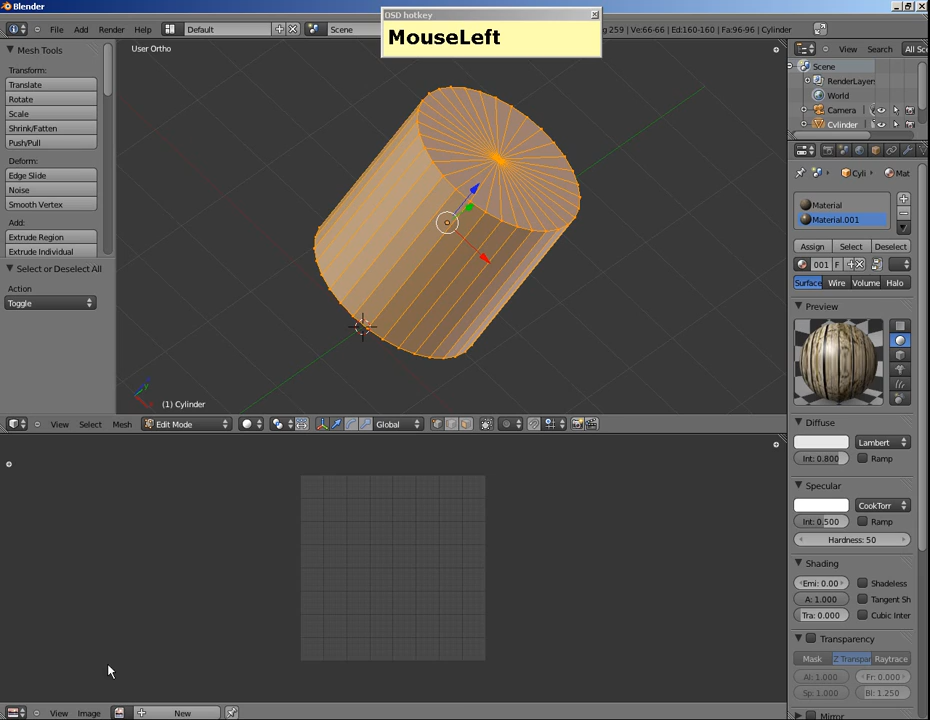 Blender
OSD hotkey
MouseLeft
File Add Render Help Default Scene g 259 | Ve:66-66 | Ed:160-160 | Fa:96-96 | Cylinder
View Search All Sc
Mesh Tools
User Ortho
Transform:
Translate
Rotate
Scale
Shrink/Fatten
Push/Pull
Deform:
Edge Slide
Noise
Smooth Vertex
Add:
Extrude Region
Extrude Individual
Select or Deselect All
Action
Toggle
(1) Cylinder
View Select Mesh Edit Mode Global
View Image New
Scene
RenderLayer
World
Camera
Cylinder
Cyli Mat
Material
Material.001
Assign Select Deselect
001 F
Surface Wire Volume Halo
Preview
Diffuse
Lambert
Int: 0.800 Ramp
Specular
CookTorr
Int: 0.500 Ramp
Hardness: 50
Shading
Emi: 0.00 Shadeless
A: 1.000 Tangent Sh
Tra: 0.000 Cubic Inter
Transparency
Mask Z Transpar Raytrace
Al: 1.000 Fr: 0.000
Sp: 1.000 Bl: 1.250
Mirror